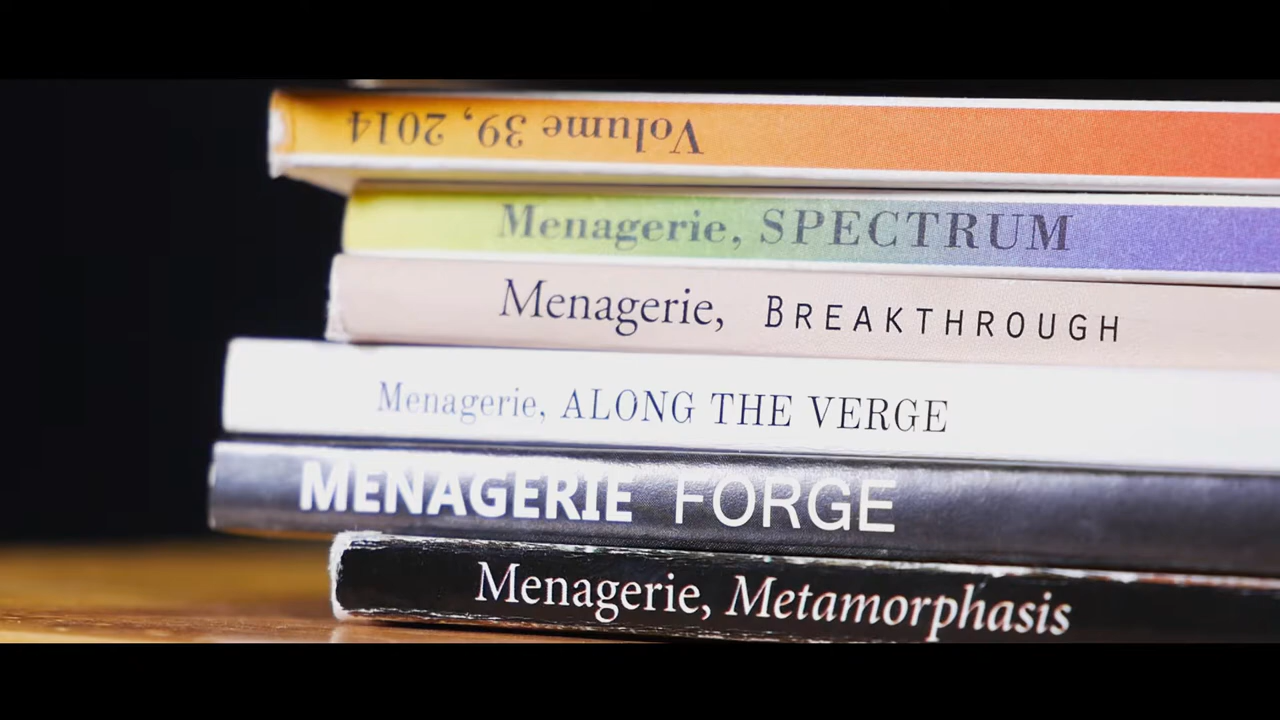 Volume 39, 2014
Menagerie, SPECTRUM
Menagerie, BREAKTHROUGH
Menagerie, ALONG THE VERGE
MENAGERIE FORGE
Menagerie, Metamorphasis